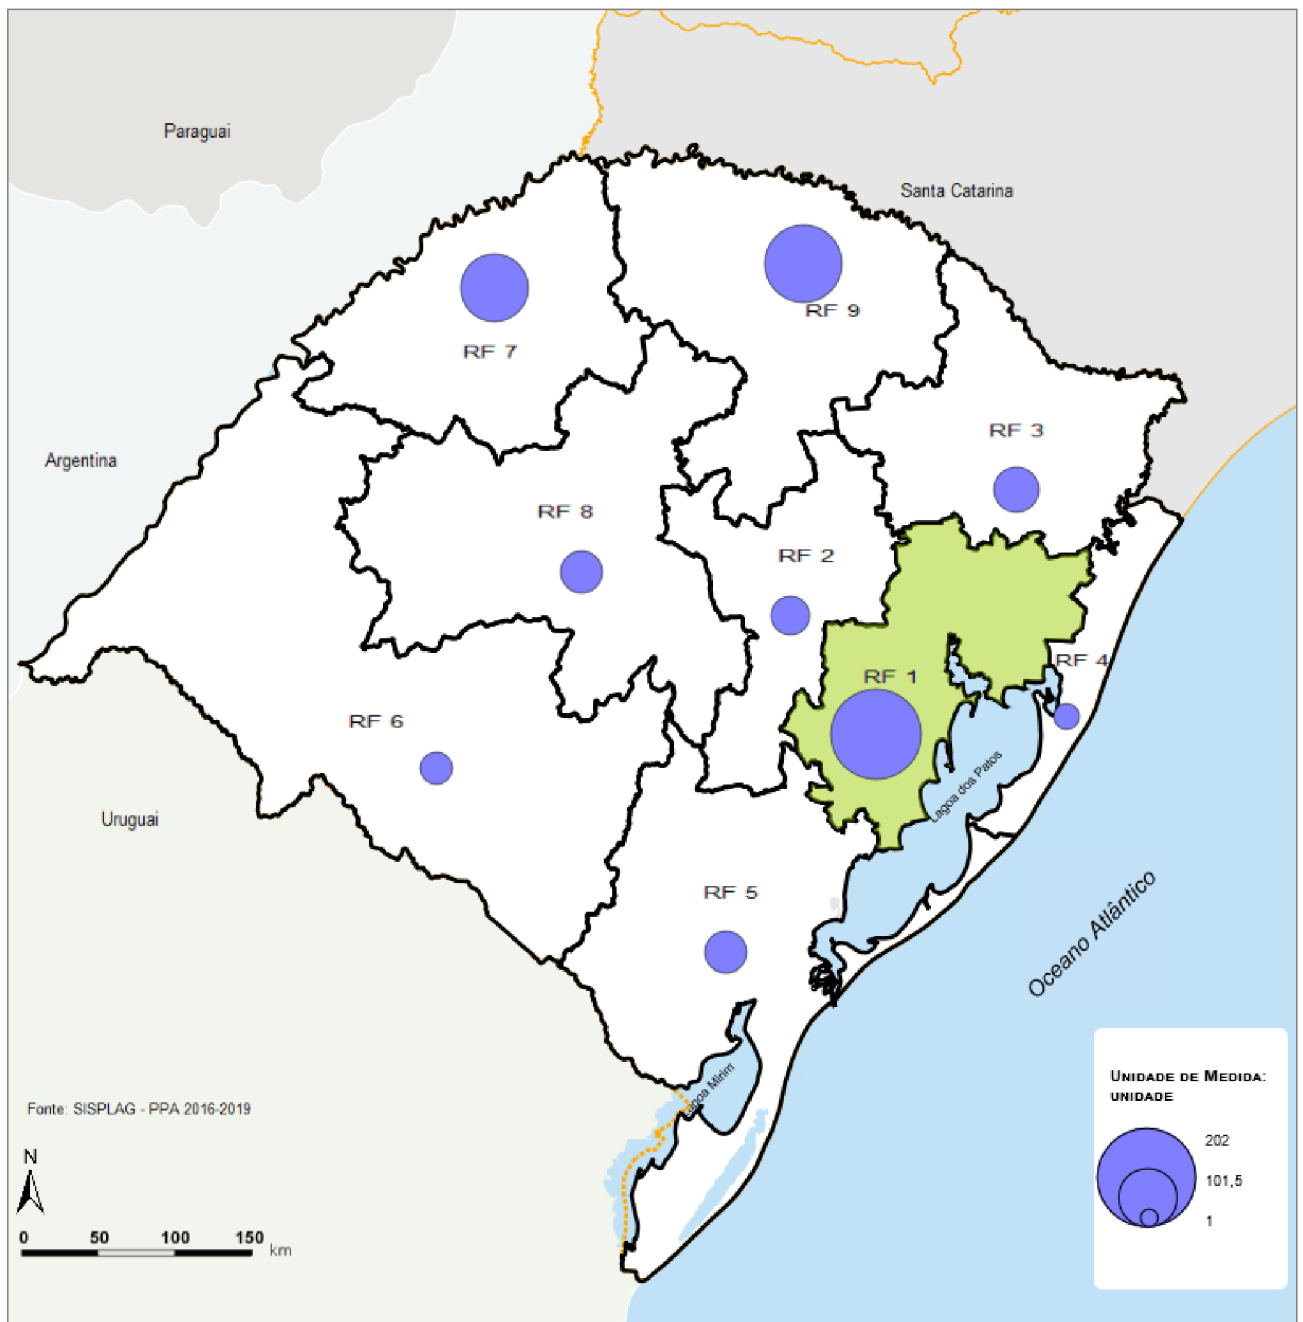 Paraguai
Santa Catarina
RF 9
RF 7
RF 3
Argentina
RF 8
RF 2
RF 4
RF 1
RF 6
Lagoa dos Patos
Uruguai
RF 5
Oceano Atlântico
Lagoa Mirim
UNIDADE DE MEDIDA:
UNIDADE
202
101,5
1
Fonte: SISPLAG - PPA 2016-2019
N
0 50 100 150 km